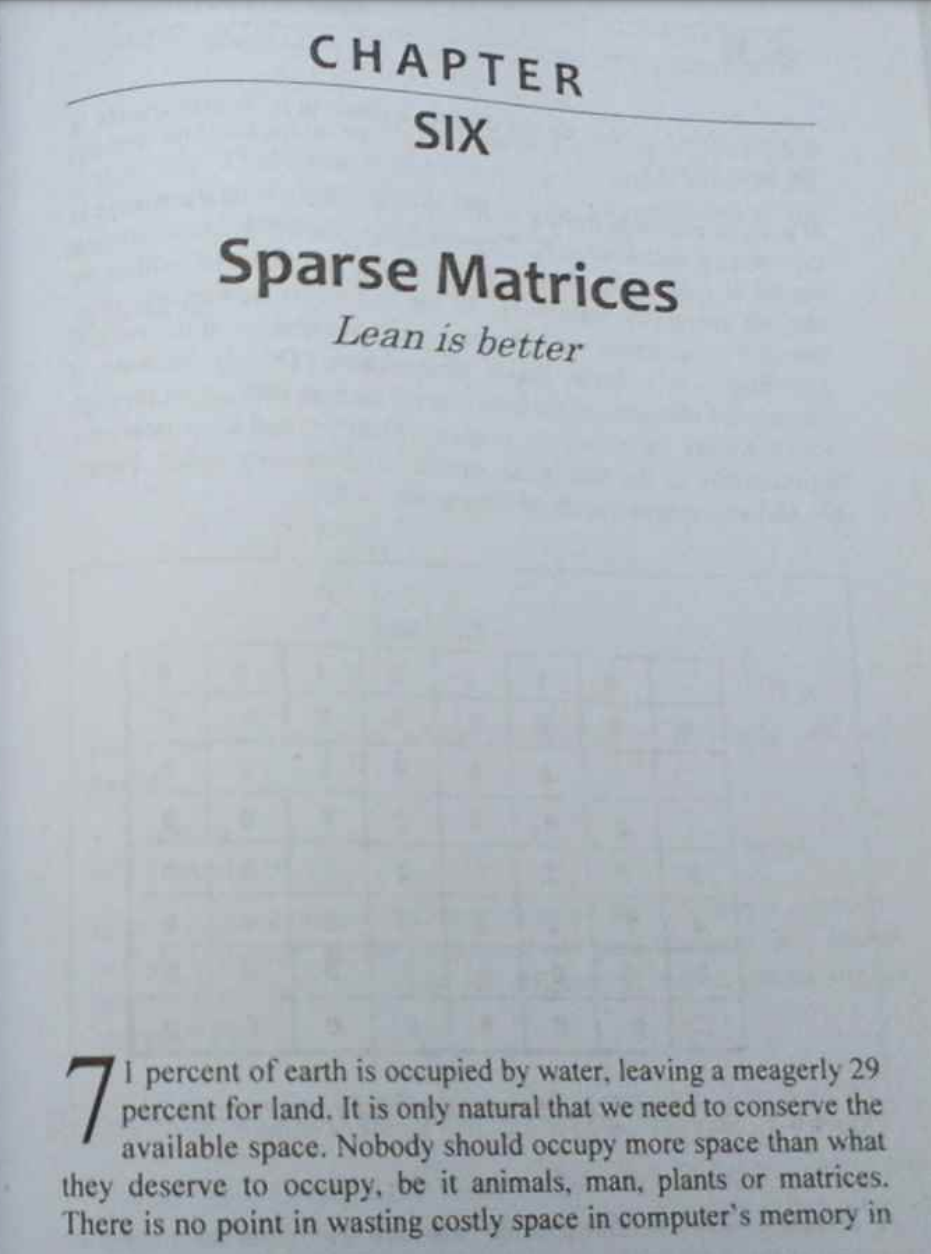 CHAPTER
SIX
Sparse Matrices
Lean is better
71 percent of earth is occupied by water, leaving a meagerly 29
percent for land. It is only natural that we need to conserve the
available space. Nobody should occupy more space than what
they deserve to occupy, be it animals, man, plants or matrices.
There is no point in wasting costly space in computer's memory in